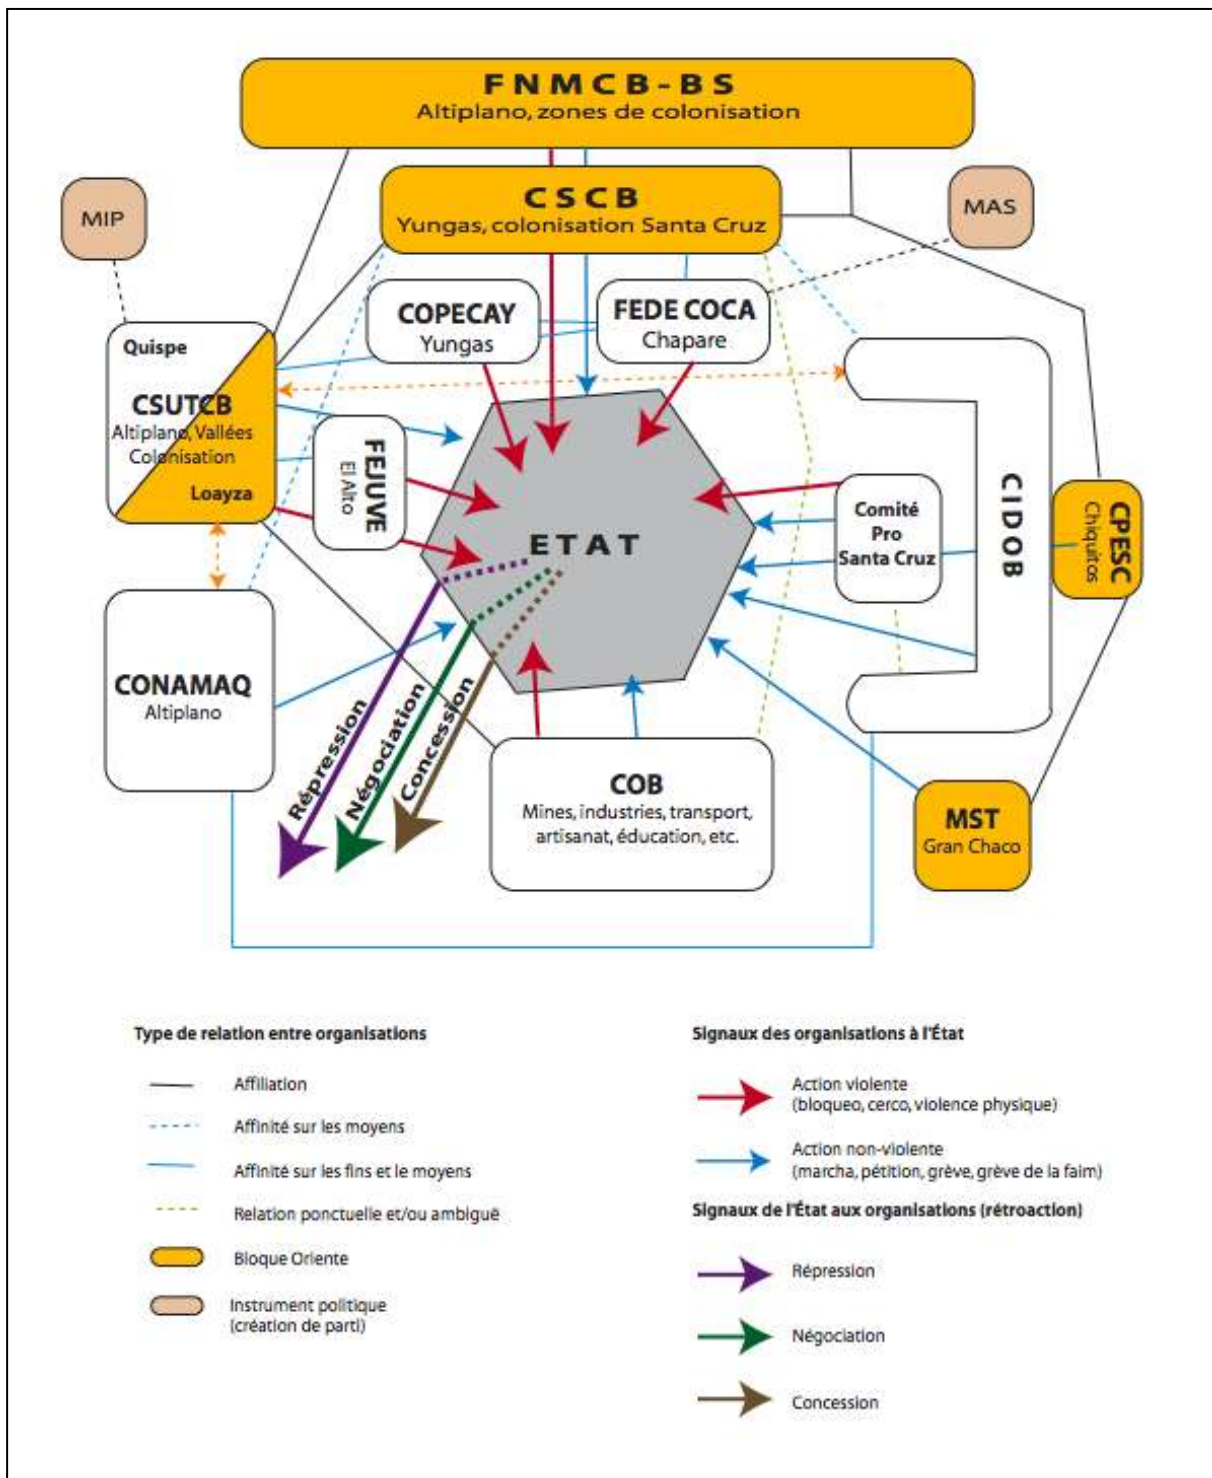 FNMCB-BS
Altiplano, zones de colonisation
CSCB
Yungas, colonisation Santa Cruz
MIP
MAS
COPECAY
Yungas
FEDE COCA
Chapare
Quispe
CSUTCB
Altiplano, Vallées
Colonisation
Loayza
FEJUVE
El Alto
ETAT
Comité
Pro
Santa Cruz
CIDOB
CPESC
Chiquitos
CONAMAQ
Altiplano
Répression
Négociation
Concession
COB
Mines, industries, transport,
artisanat, éducation, etc.
MST
Gran Chaco
Type de relation entre organisations
Affiliation
Affinité sur les moyens
Affinité sur les fins et le moyens
Relation ponctuelle et/ou ambiguë
Bloque Oriente
Instrument politique
(création de parti)
Signaux des organisations à l'État
Action violente
(bloqueo, cerco, violence physique)
Action non-violente
(marcha, pétition, grève, grève de la faim)
Signaux de l'État aux organisations (rétroaction)
Répression
Négociation
Concession